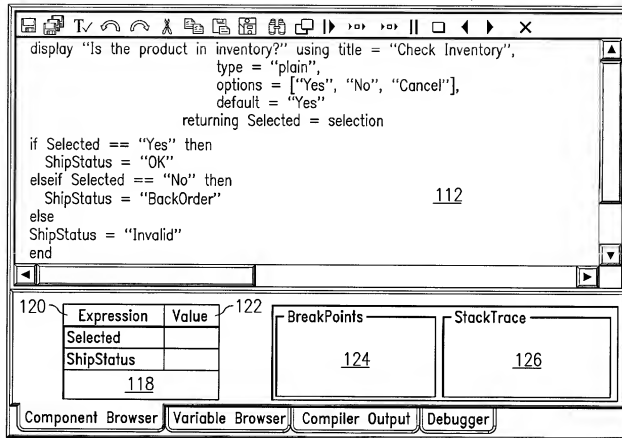 T✓
display "Is the product in inventory?" using title = "Check Inventory",
type = "plain",
options = ["Yes", "No", "Cancel"],
default = "Yes"
returning Selected = selection
if Selected == "Yes" then
ShipStatus = "OK"
elseif Selected == "No" then
ShipStatus = "BackOrder"
112
else
ShipStatus = "Invalid"
end
120
Expression Value
122
Selected
ShipStatus
118
BreakPoints
124
StackTrace
126
Component Browser Variable Browser Compiler Output Debugger